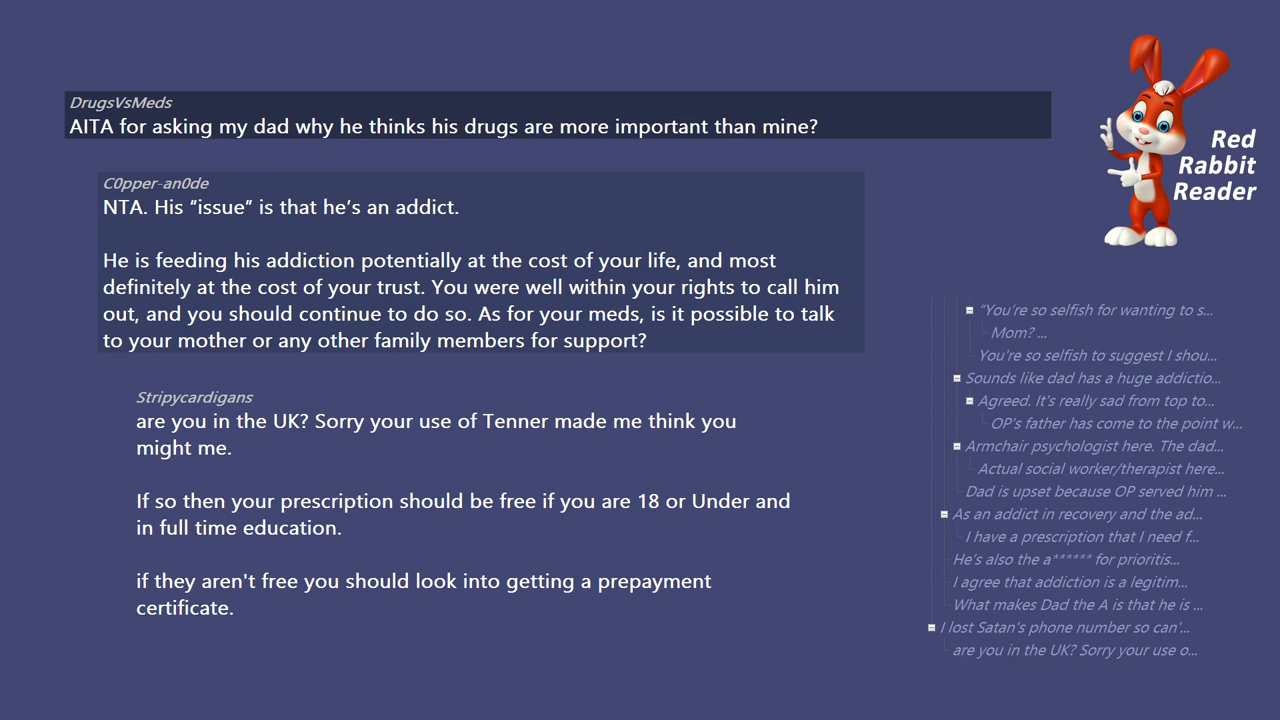 DrugsVsMeds
AITA for asking my dad why he thinks his drugs are more important than mine?
C0pper-an0de
NTA. His “issue” is that he’s an addict.
He is feeding his addiction potentially at the cost of your life, and most
definitely at the cost of your trust. You were well within your rights to call him
out, and you should continue to do so. As for your meds, is it possible to talk
to your mother or any other family members for support?
Stripycardigans
are you in the UK? Sorry your use of Tenner made me think you
might me.
If so then your prescription should be free if you are 18 or Under and
in full time education.
if they aren't free you should look into getting a prepayment
certificate.
Red
Rabbit
Reader
“You’re so selfish for wanting to s...
Mom? ...
You're so selfish to suggest I shou...
Sounds like dad has a huge addictio...
Agreed. It's really sad from top to...
OP’s father has come to the point w...
Armchair psychologist here. The dad...
Actual social worker/therapist here...
Dad is upset because OP served him ...
As an addict in recovery and the ad...
I have a prescription that I need f...
He’s also the a****** for prioritis...
I agree that addiction is a legitim...
What makes Dad the A is that he is ...
I lost Satan's phone number so can'...
are you in the UK? Sorry your use o...